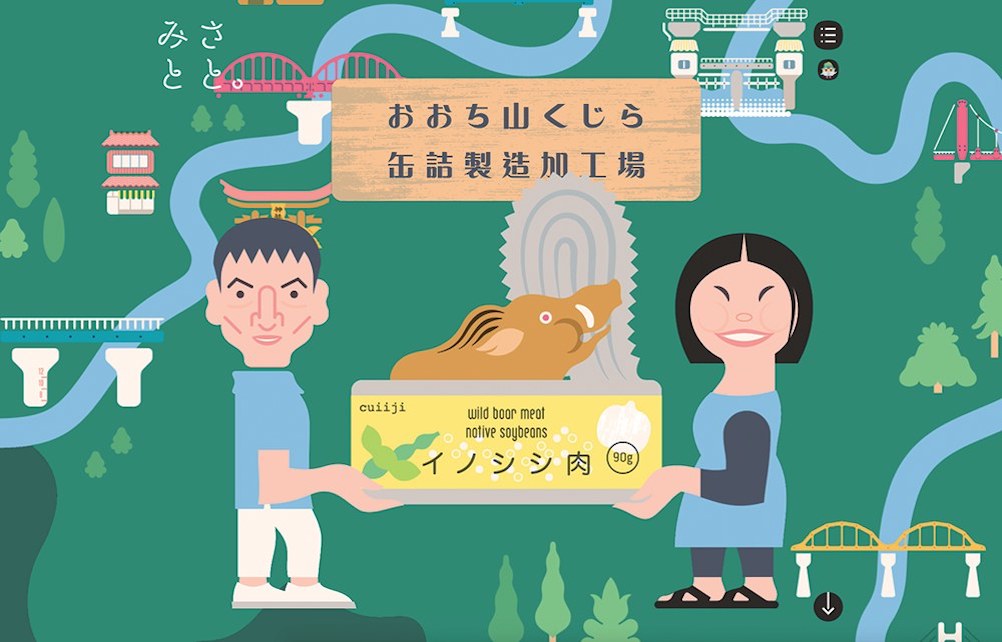 みさ
とと。
おおち山くじら
缶詰製造加工場
cuiiji
wild boar meat
native soybeans
イノシシ肉
90g